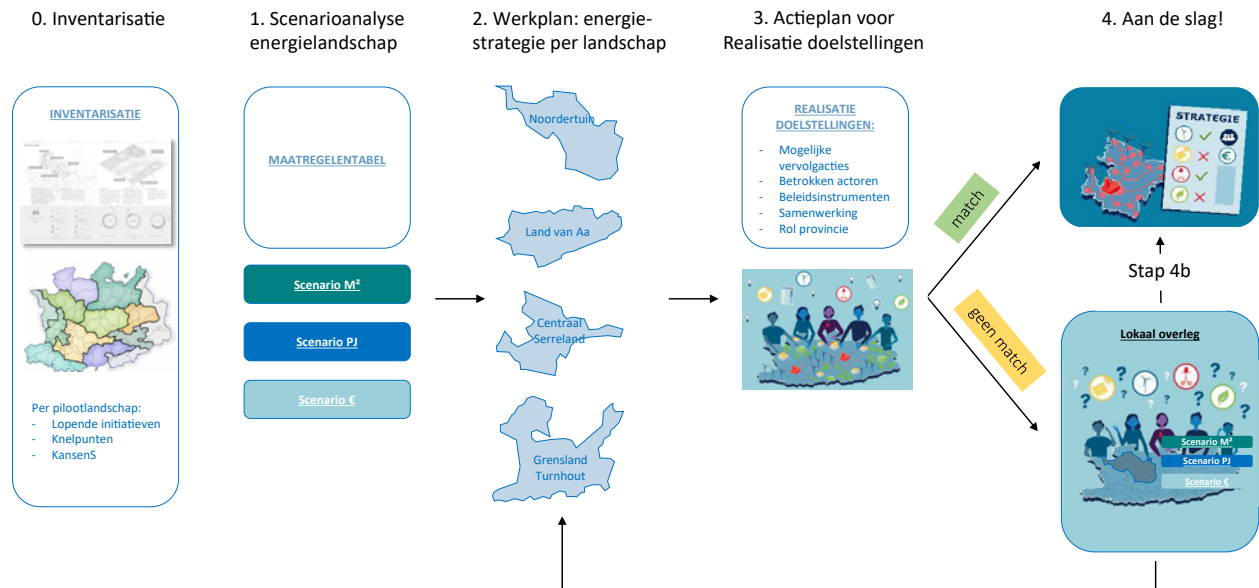 0. Inventarisatie
INVENTARISATIE
Per pilootlandschap:
- Lopende initiatieven
- Knelpunten
- KansenS
1. Scenarioanalyse
energielandschap
MAATREGELENTABEL
Scenario M²
Scenario PJ
Scenario €
2. Werkplan: energie-
strategie per landschap
Noordertuin
Land van Aa
Centraal
Serreland
Grensland
Turnhout
3. Actieplan voor
Realisatie doelstellingen
REALISATIE
DOELSTELLINGEN:
- Mogelijke
vervolgacties
- Betrokken actoren
- Beleidsinstrumenten
- Samenwerking
- Rol provincie
match
geen match
4. Aan de slag!
STRATEGIE
€
Stap 4b
Lokaal overleg
? ? ? ? ? ? ? ?
Scenario M²
Scenario PJ
Scenario €